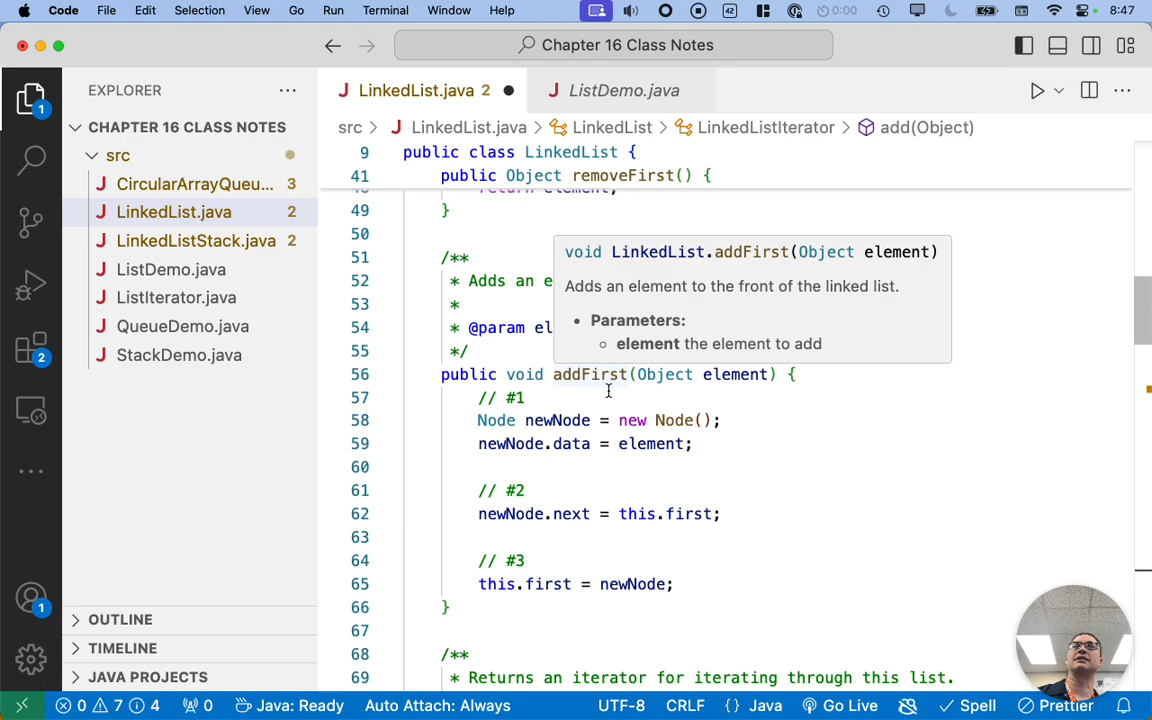 Code File Edit Selection View Go Run Terminal Window Help 42 0:00 8:47
Chapter 16 Class Notes
EXPLORER
LinkedList.java 2
ListDemo.java
CHAPTER 16 CLASS NOTES
src
CircularArrayQueu... 3
LinkedList.java 2
LinkedListStack.java 2
ListDemo.java
ListIterator.java
QueueDemo.java
StackDemo.java
OUTLINE
TIMELINE
JAVA PROJECTS
1
2
1
src > LinkedList.java > LinkedList > LinkedListIterator > add(Object)
9 public class LinkedList {
41 public Object removeFirst() {
return element;
49 }
50
51 /**
52 * Adds an e
53 *
54 * @param el
55 */
void LinkedList.addFirst(Object element)
Adds an element to the front of the linked list.
• Parameters:
◦ element the element to add
56 public void addFirst(Object element) {
57 // #1
58 Node newNode = new Node();
59 newNode.data = element;
60
61 // #2
62 newNode.next = this.first;
63
64 // #3
65 this.first = newNode;
66 }
67
68 /**
69 * Returns an iterator for iterating through this list.
0 7 4 0 Java: Ready Auto Attach: Always UTF-8 CRLF {} Java Go Live Spell Prettier